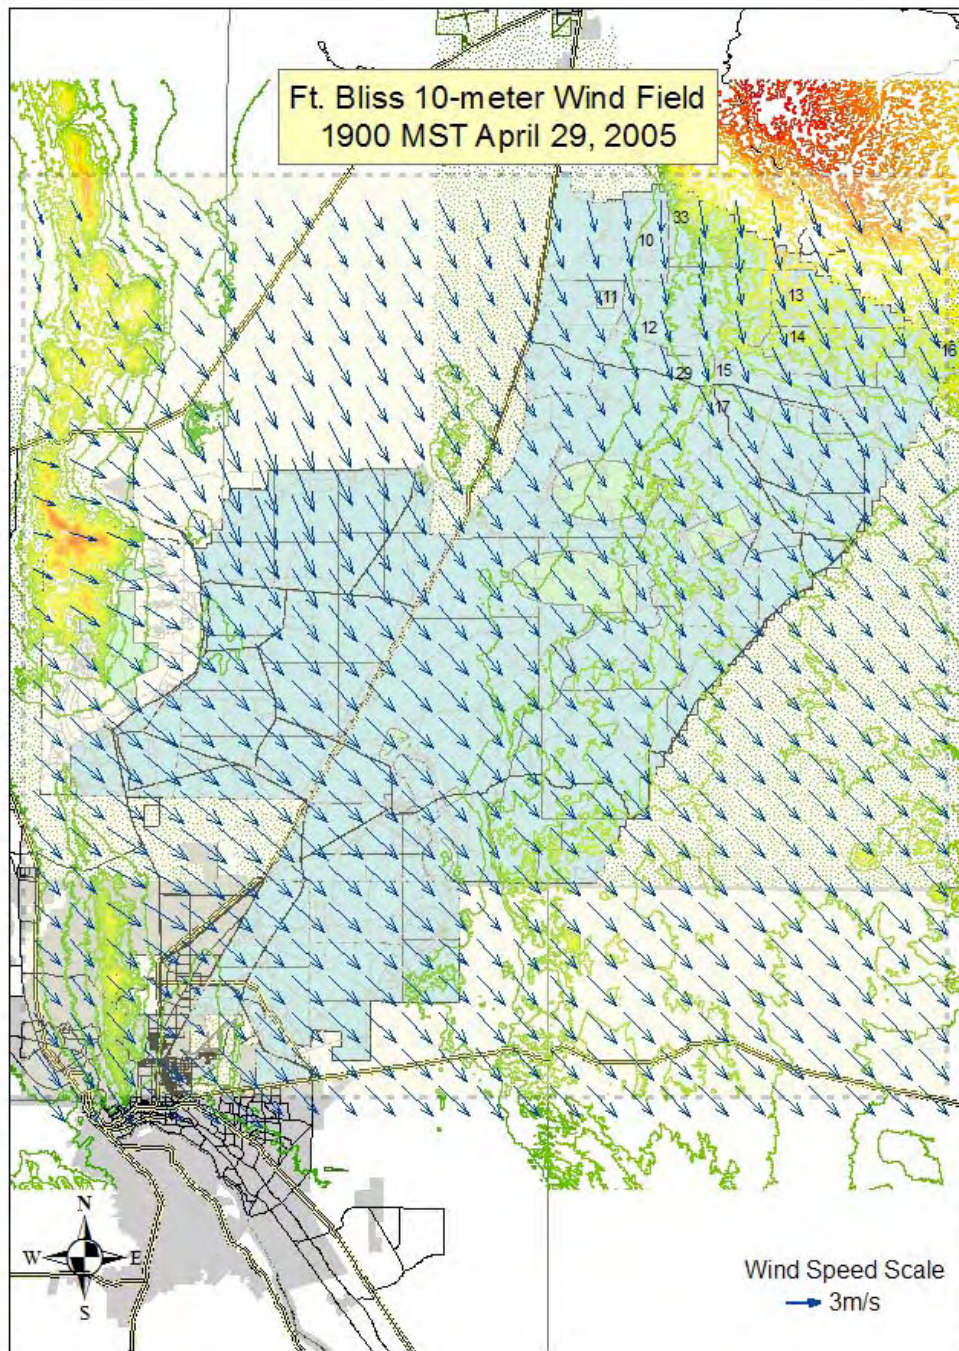 Ft. Bliss 10-meter Wind Field
1900 MST April 29, 2005
33
10
11
13
12
14
16
29
15
17
N
W
E
S
Wind Speed Scale
3m/s